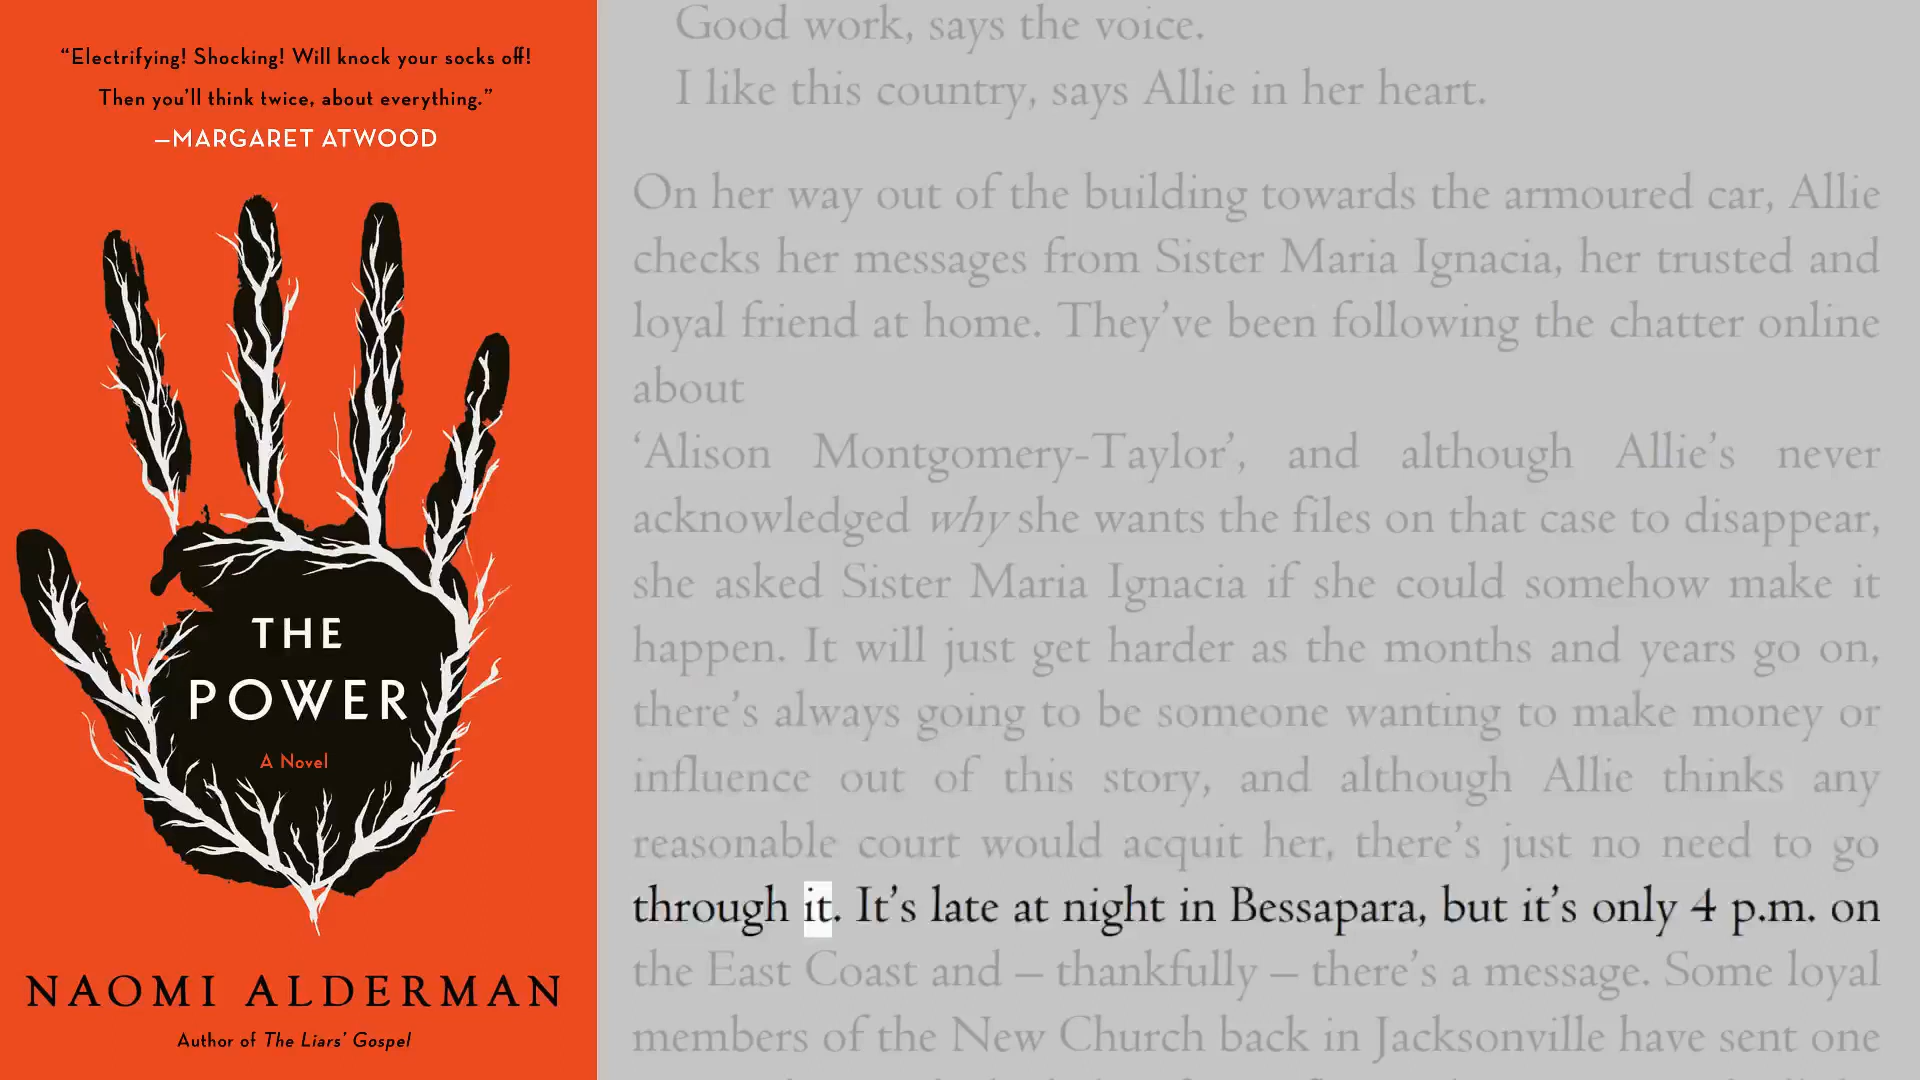 “Electrifying! Shocking! Will knock your socks off!
Then you’ll think twice, about everything.”
—MARGARET ATWOOD
THE
POWER
A Novel
NAOMI ALDERMAN
Author of The Liars’ Gospel
Good work, says the voice.
I like this country, says Allie in her heart.
On her way out of the building towards the armoured car, Allie
checks her messages from Sister Maria Ignacia, her trusted and
loyal friend at home. They’ve been following the chatter online
about
‘Alison Montgomery-Taylor’, and although Allie’s never
acknowledged why she wants the files on that case to disappear,
she asked Sister Maria Ignacia if she could somehow make it
happen. It will just get harder as the months and years go on,
there’s always going to be someone wanting to make money or
influence out of this story, and although Allie thinks any
reasonable court would acquit her, there’s just no need to go
through it. It’s late at night in Bessapara, but it’s only 4 p.m. on
the East Coast and – thankfully – there’s a message. Some loyal
members of the New Church back in Jacksonville have sent one